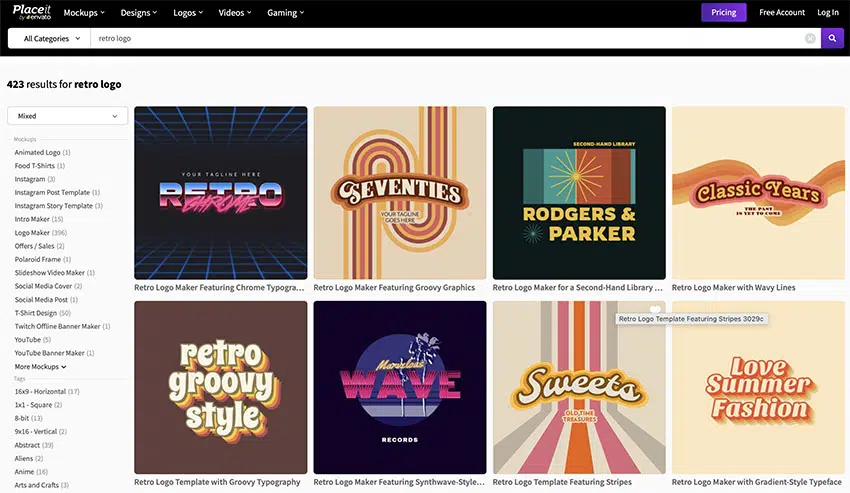 Placeit
by envato
Mockups
Designs
Logos
Videos
Gaming
Pricing
Free Account
Log In
All Categories
retro logo
423 results for retro logo
Mixed
Mockups
Animated Logo (1)
Food T-Shirts (1)
Instagram (3)
Instagram Post Template (1)
Instagram Story Template (3)
Intro Maker (15)
Logo Maker (396)
Offers / Sales (2)
Polaroid Frame (1)
Slideshow Video Maker (1)
Social Media Cover (2)
Social Media Post (1)
T-Shirt Design (50)
Twitch Offline Banner Maker (1)
YouTube (5)
YouTube Banner Maker (1)
More Mockups
Tags
16x9 - Horizontal (17)
1x1 - Square (2)
8-bit (13)
9x16 - Vertical (2)
Abstract (39)
Aliens (2)
Anime (16)
Arts and Crafts (3)
YOUR TAGLINE HERE
RETRO
CHROME
Retro Logo Maker Featuring Chrome Typogra...
SEVENTIES
YOUR TAGLINE
GOES HERE
Retro Logo Maker Featuring Groovy Graphics
SECOND-HAND LIBRARY
RODGERS &
PARKER
Retro Logo Maker for a Second-Hand Library ...
Classic Years
THE PAST
IS YET TO COME
Retro Logo Maker with Wavy Lines
retro
groovy
style
Retro Logo Template with Groovy Typography
Marvelous
WAVE
RECORDS
Retro Logo Maker Featuring Synthwave-Style...
Retro Logo Template Featuring Stripes 3029c
Sweets
OLD TIME
TREASURES
Retro Logo Template Featuring Stripes
Love
Summer
Fashion
Retro Logo Maker with Gradient-Style Typeface